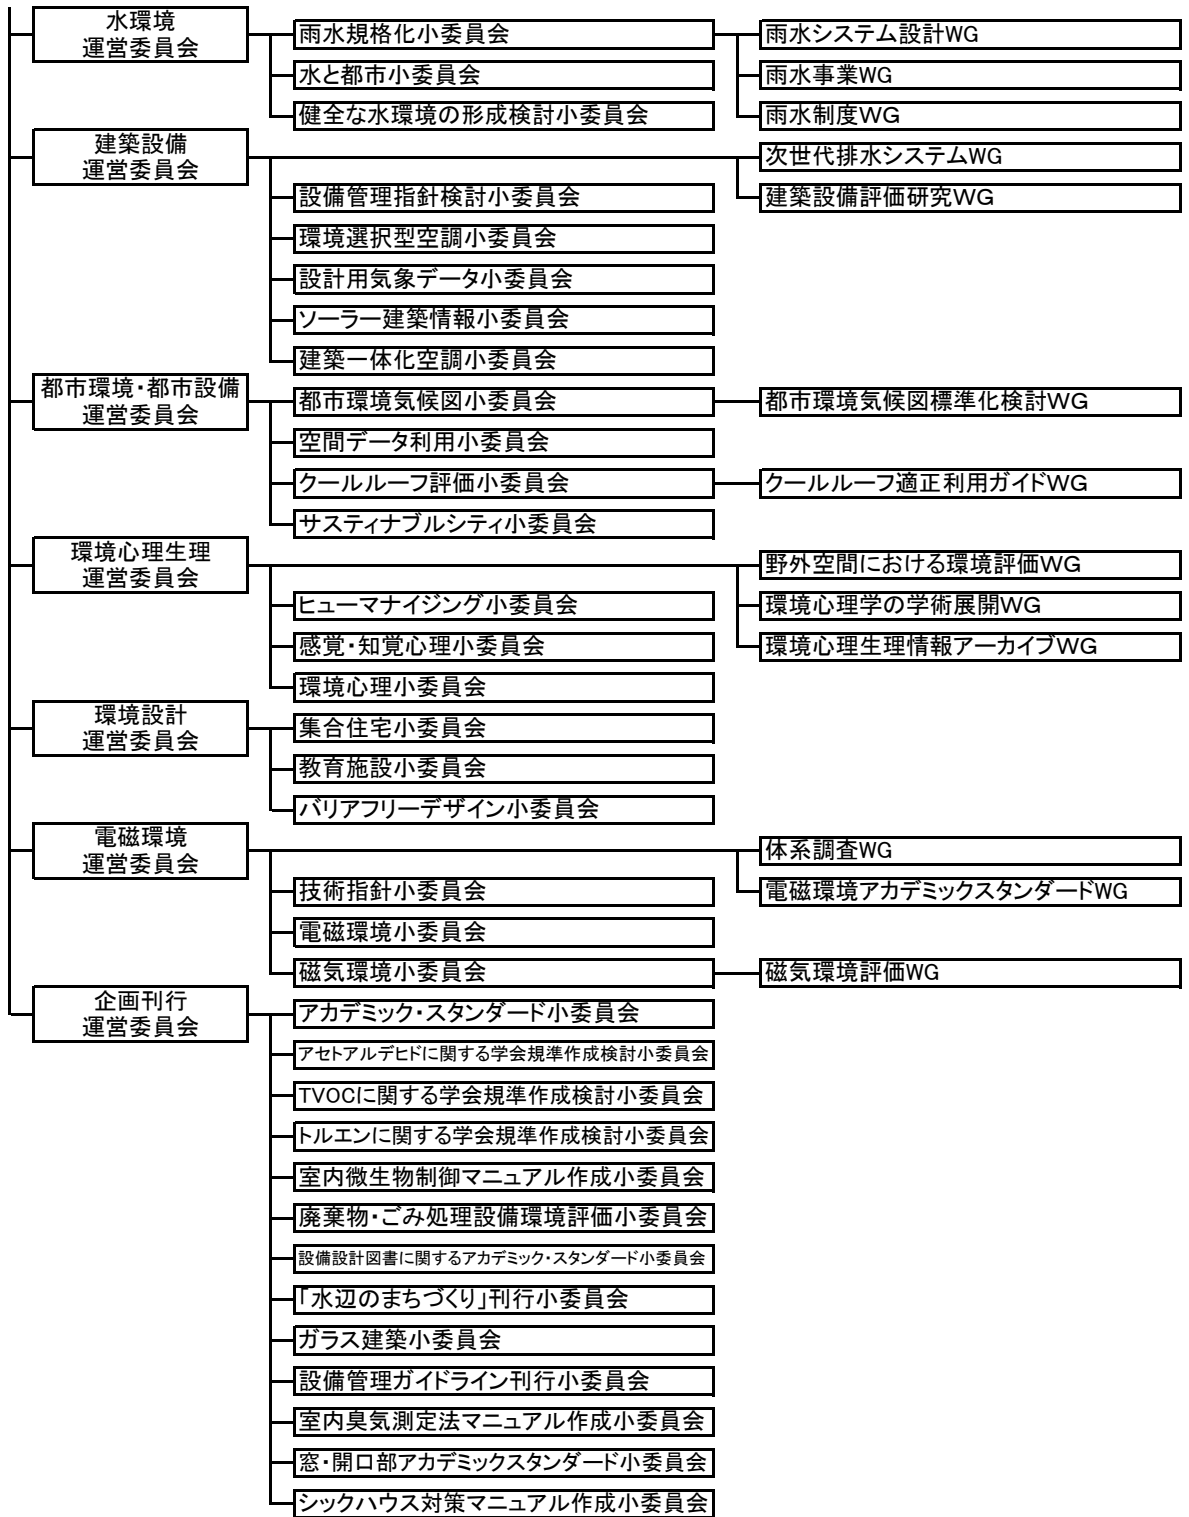 水環境
運営委員会
雨水規格化小委員会
雨水システム設計WG
水と都市小委員会
雨水事業WG
健全な水環境の形成検討小委員会
雨水制度WG
建築設備
運営委員会
次世代排水システムWG
設備管理指針検討小委員会
建築設備評価研究WG
環境選択型空調小委員会
設計用気象データ小委員会
ソーラー建築情報小委員会
建築一体化空調小委員会
都市環境・都市設備
運営委員会
都市環境気候図小委員会
都市環境気候図標準化検討WG
空間データ利用小委員会
クールルーフ評価小委員会
クールルーフ適正利用ガイドWG
サスティナブルシティ小委員会
環境心理生理
運営委員会
野外空間における環境評価WG
ヒューマナイジング小委員会
環境心理学の学術展開WG
感覚・知覚心理小委員会
環境心理生理情報アーカイブWG
環境心理小委員会
環境設計
運営委員会
集合住宅小委員会
教育施設小委員会
バリアフリーデザイン小委員会
電磁環境
運営委員会
体系調査WG
技術指針小委員会
電磁環境アカデミックスタンダードWG
電磁環境小委員会
磁気環境小委員会
磁気環境評価WG
企画刊行
運営委員会
アカデミック・スタンダード小委員会
アセトアルデヒドに関する学会規準作成検討小委員会
TVOCに関する学会規準作成検討小委員会
トルエンに関する学会規準作成検討小委員会
室内微生物制御マニュアル作成小委員会
廃棄物・ごみ処理設備環境評価小委員会
設備設計図書に関するアカデミック・スタンダード小委員会
「水辺のまちづくり」刊行小委員会
ガラス建築小委員会
設備管理ガイドライン刊行小委員会
室内臭気測定法マニュアル作成小委員会
窓・開口部アカデミックスタンダード小委員会
シックハウス対策マニュアル作成小委員会